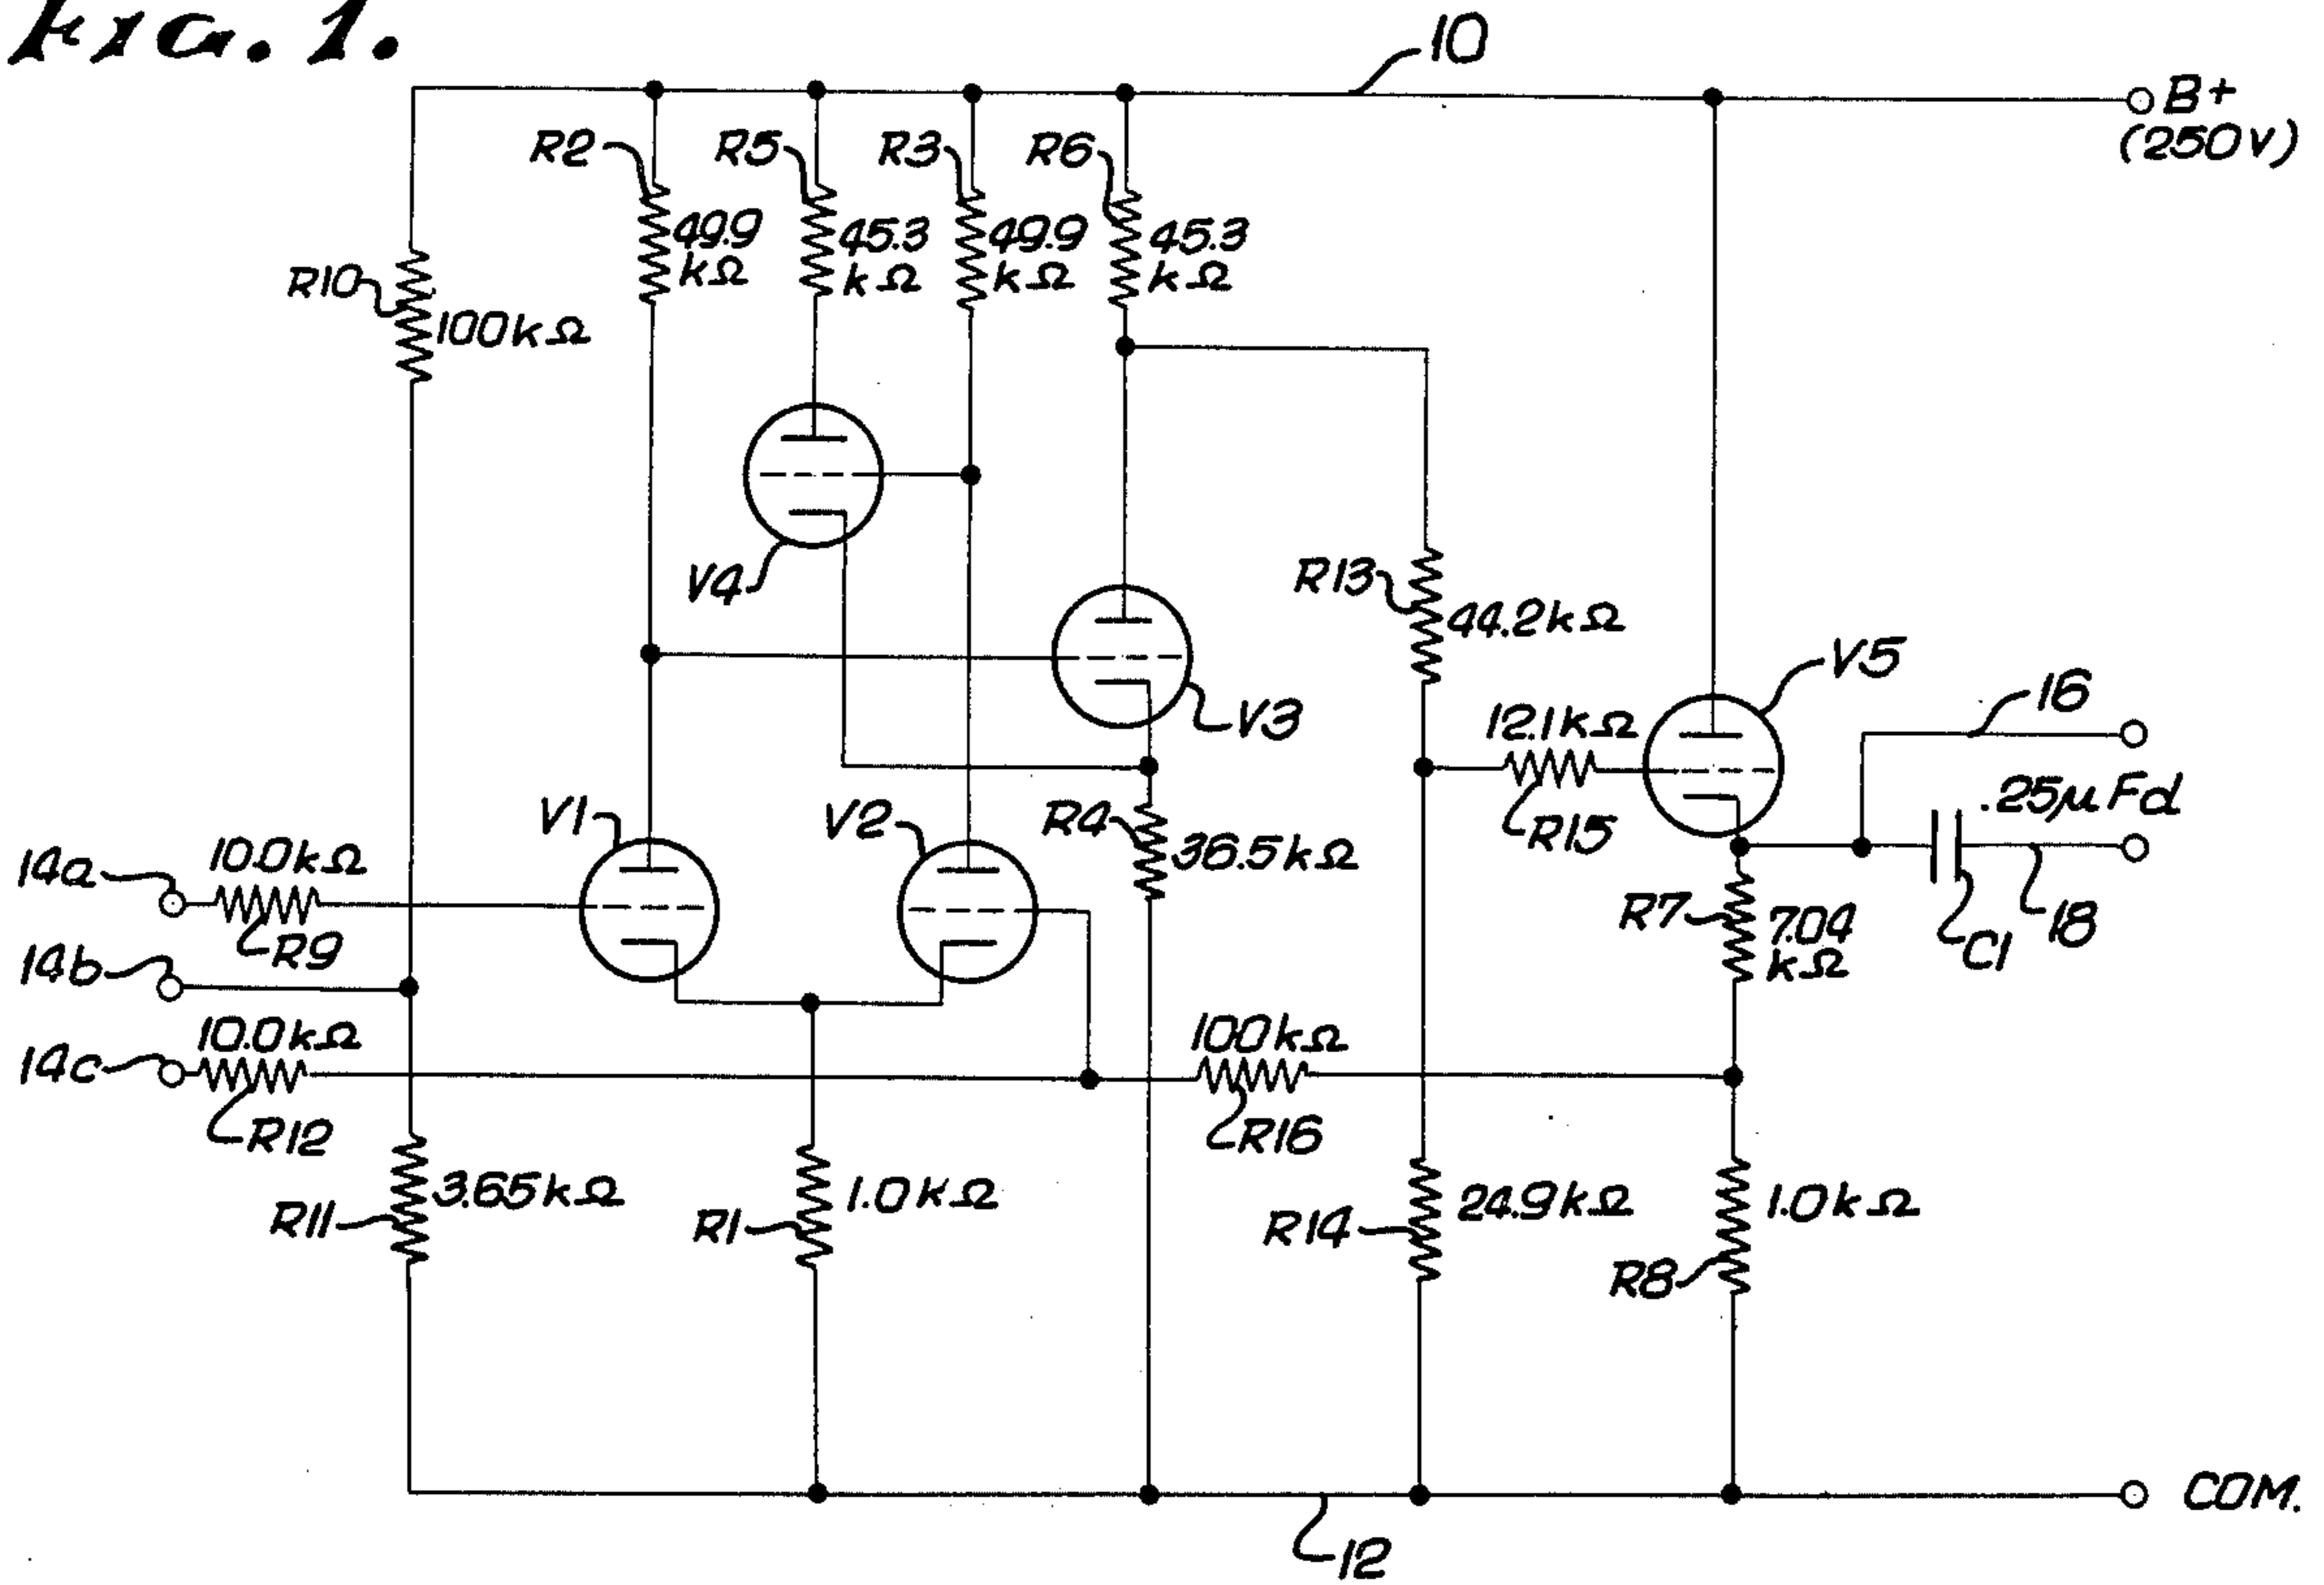 FIG. 1.
10
B+
(250V)
R2
R5
R3
R6
49.9
kΩ
45.3
kΩ
49.9
kΩ
45.3
kΩ
R10
100kΩ
V4
R13
44.2kΩ
V3
V5
16
12.1kΩ
R15
.25µFd
V1
V2
R4
36.5kΩ
14a
10.0kΩ
R9
R7
7.04
kΩ
C1
18
14b
10.0kΩ
14c
R12
100kΩ
R16
R11
3.65kΩ
R1
1.0kΩ
R14
24.9kΩ
R8
1.0kΩ
COM.
12